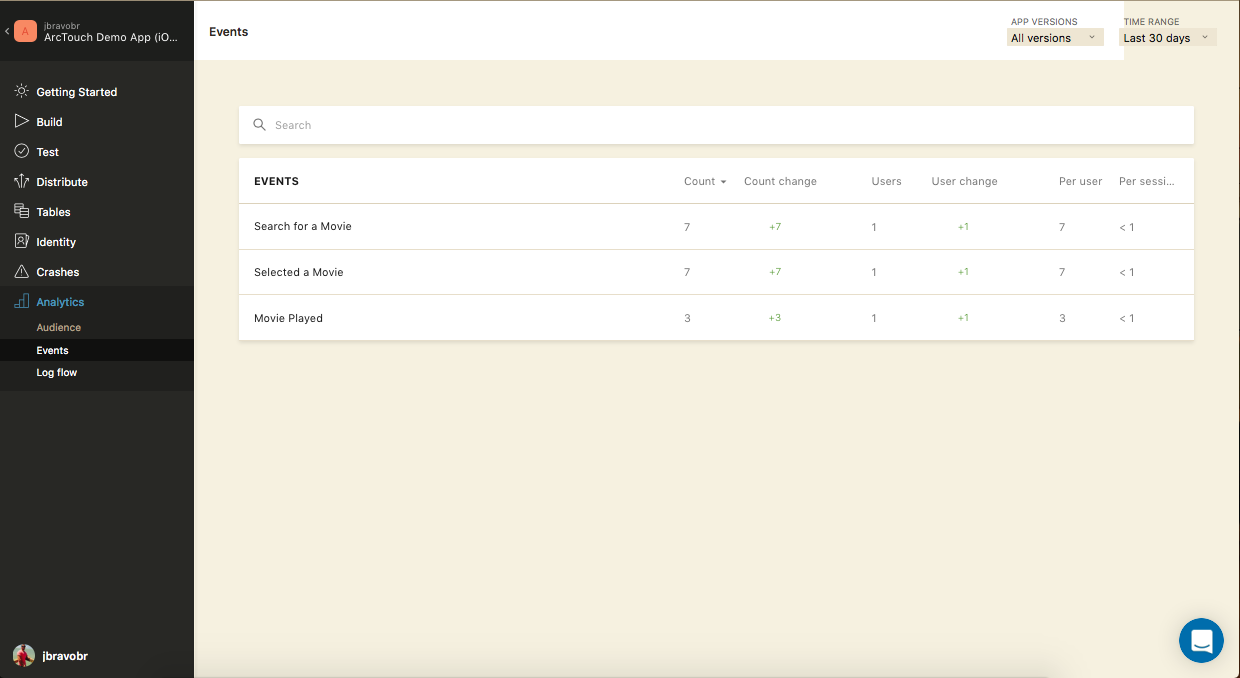 jbravobr
A
ArcTouch Demo App (iO...
Getting Started
Build
Test
Distribute
Tables
Identity
Crashes
Analytics
Audience
Events
Log flow
jbravobr
Events
APP VERSIONS
All versions
TIME RANGE
Last 30 days
Search
EVENTS Count Count change Users User change Per user Per sessi...
Search for a Movie 7 +7 1 +1 7 < 1
Selected a Movie 7 +7 1 +1 7 < 1
Movie Played 3 +3 1 +1 3 < 1